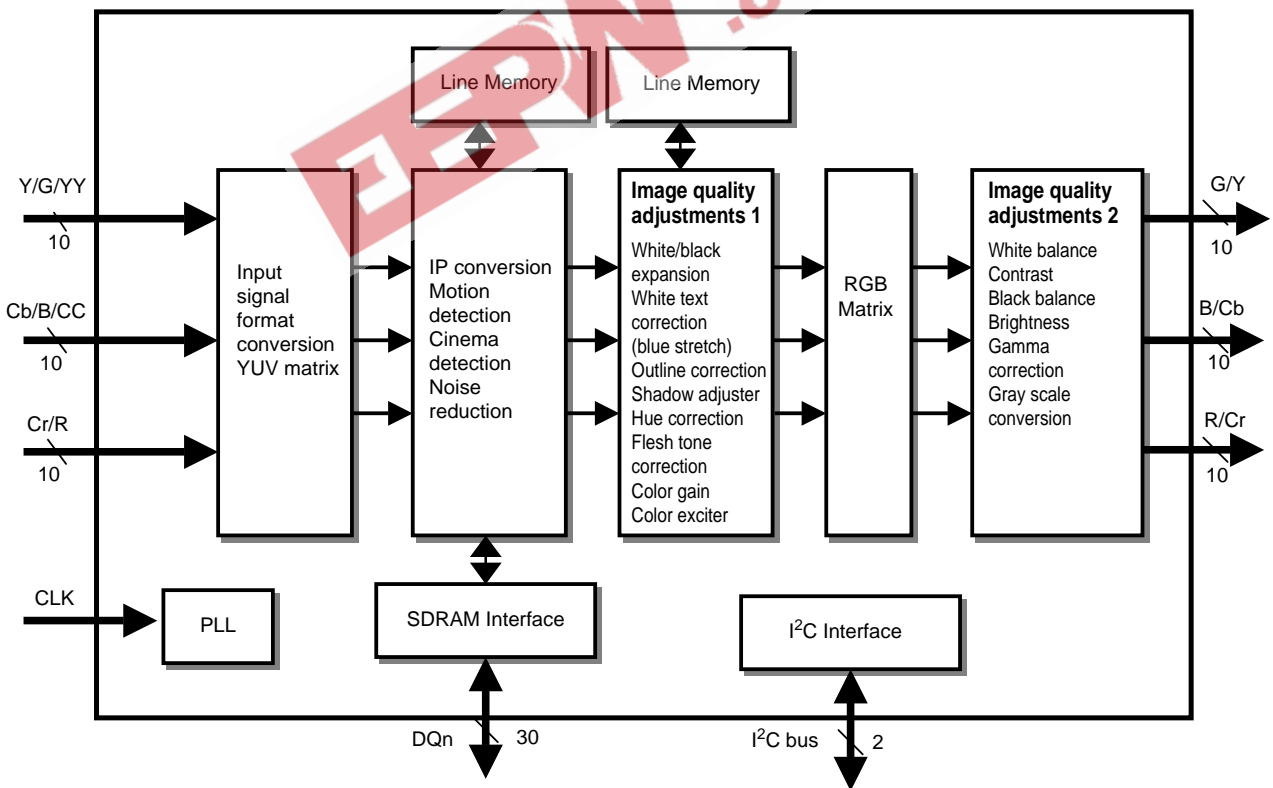 EEPW.c
Line Memory
Line Memory
Y/G/YY
10
Cb/B/CC
10
Cr/R
10
CLK
Input
signal
format
conversion
YUV matrix
IP conversion
Motion
detection
Cinema
detection
Noise
reduction
Image quality
adjustments 1
White/black
expansion
White text
correction
(blue stretch)
Outline correction
Shadow adjuster
Hue correction
Flesh tone
correction
Color gain
Color exciter
RGB
Matrix
Image quality
adjustments 2
White balance
Contrast
Black balance
Brightness
Gamma
correction
Gray scale
conversion
G/Y
10
B/Cb
10
R/Cr
10
PLL
SDRAM Interface
I²C Interface
DQn
30
I²C bus
2